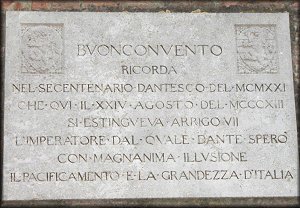 BUONCONVENTO
RICORDA
NEL·SECENTENARIO·DANTESCO·DEL·MCMXXI
CHE·QUI·IL·XXIV·AGOSTO·DEL·MCCCXIII
SI·ESTINGUEVA·ARRIGO·VII
L'IMPERATORE·DAL·QUALE·DANTE·SPERÒ
CON·MAGNANIMA·ILLUSIONE
IL·PACIFICAMENTO·E·LA·GRANDEZZA·D'ITALIA